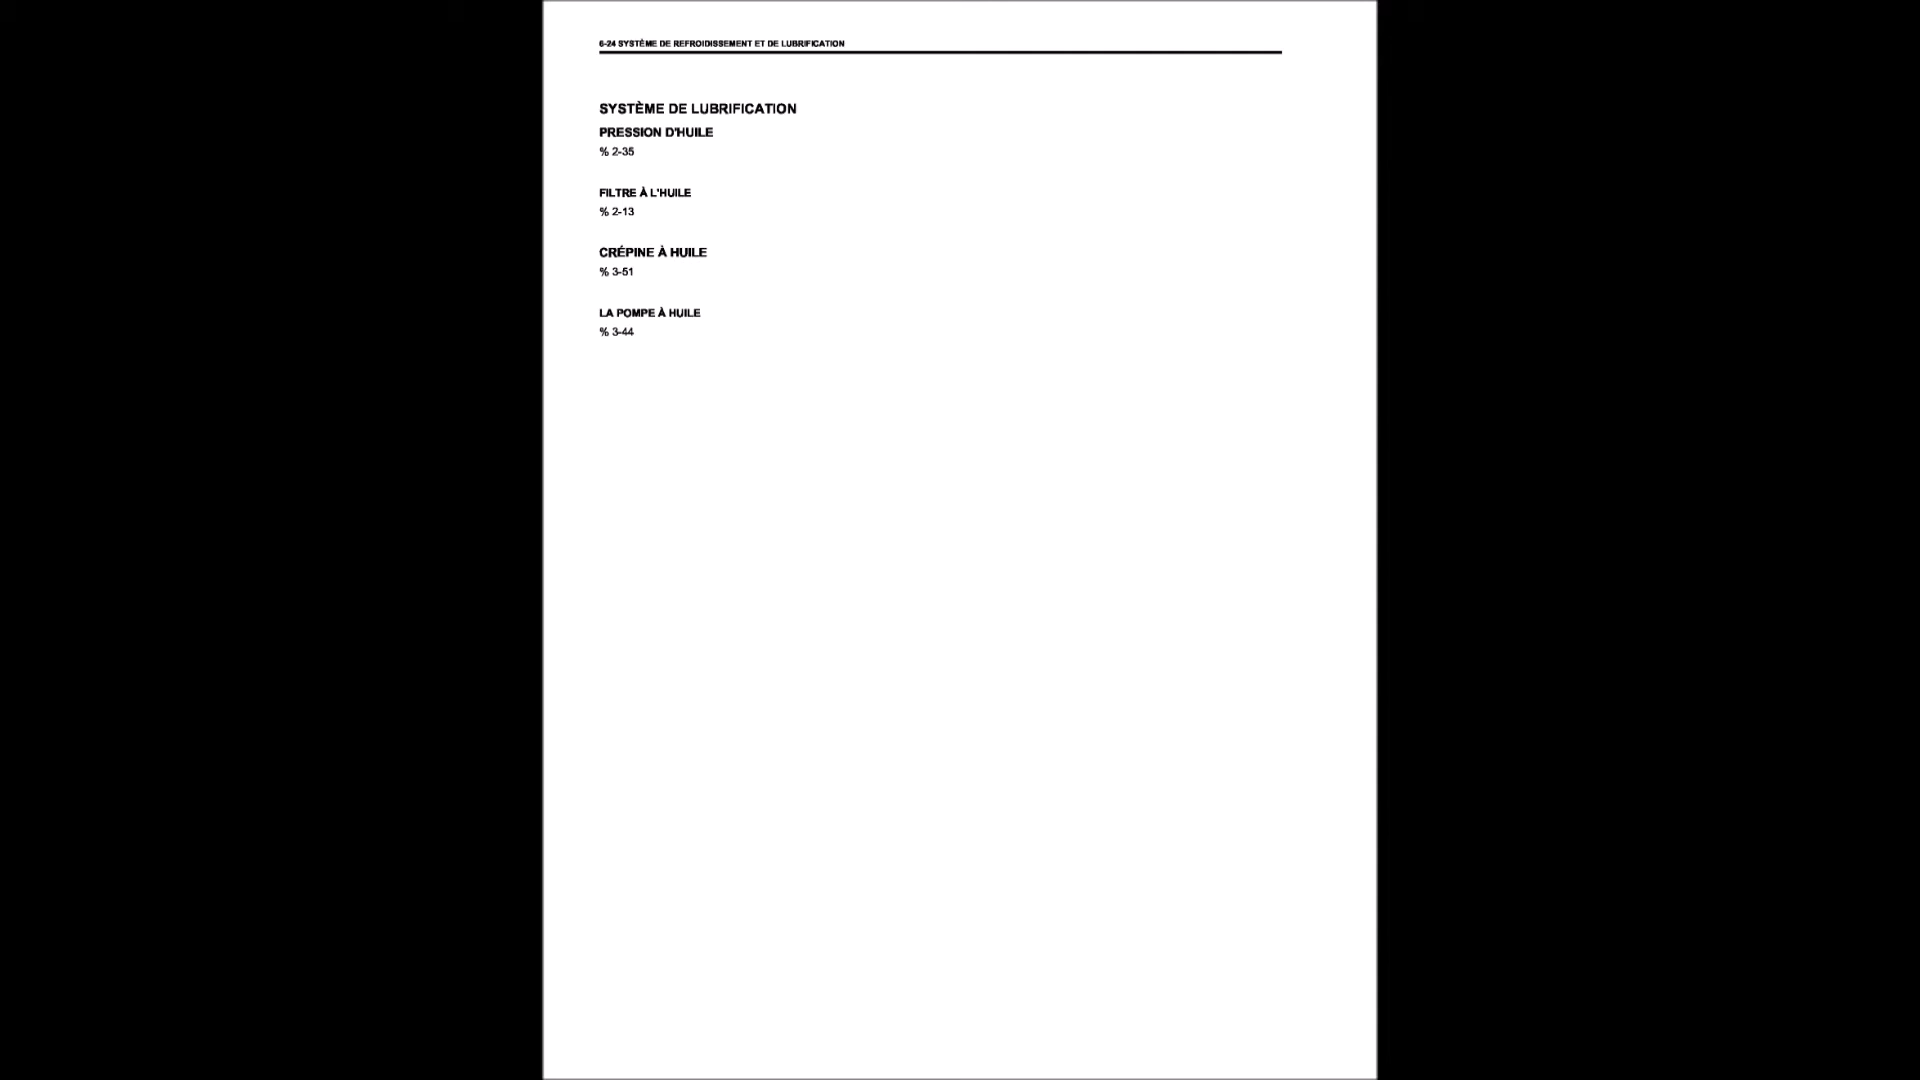 6-24 SYSTÈME DE REFROIDISSEMENT ET DE LUBRIFICATION
SYSTÈME DE LUBRIFICATION
PRESSION D'HUILE
% 2-35
FILTRE À L'HUILE
% 2-13
CRÉPINE À HUILE
% 3-51
LA POMPE À HUILE
% 3-44